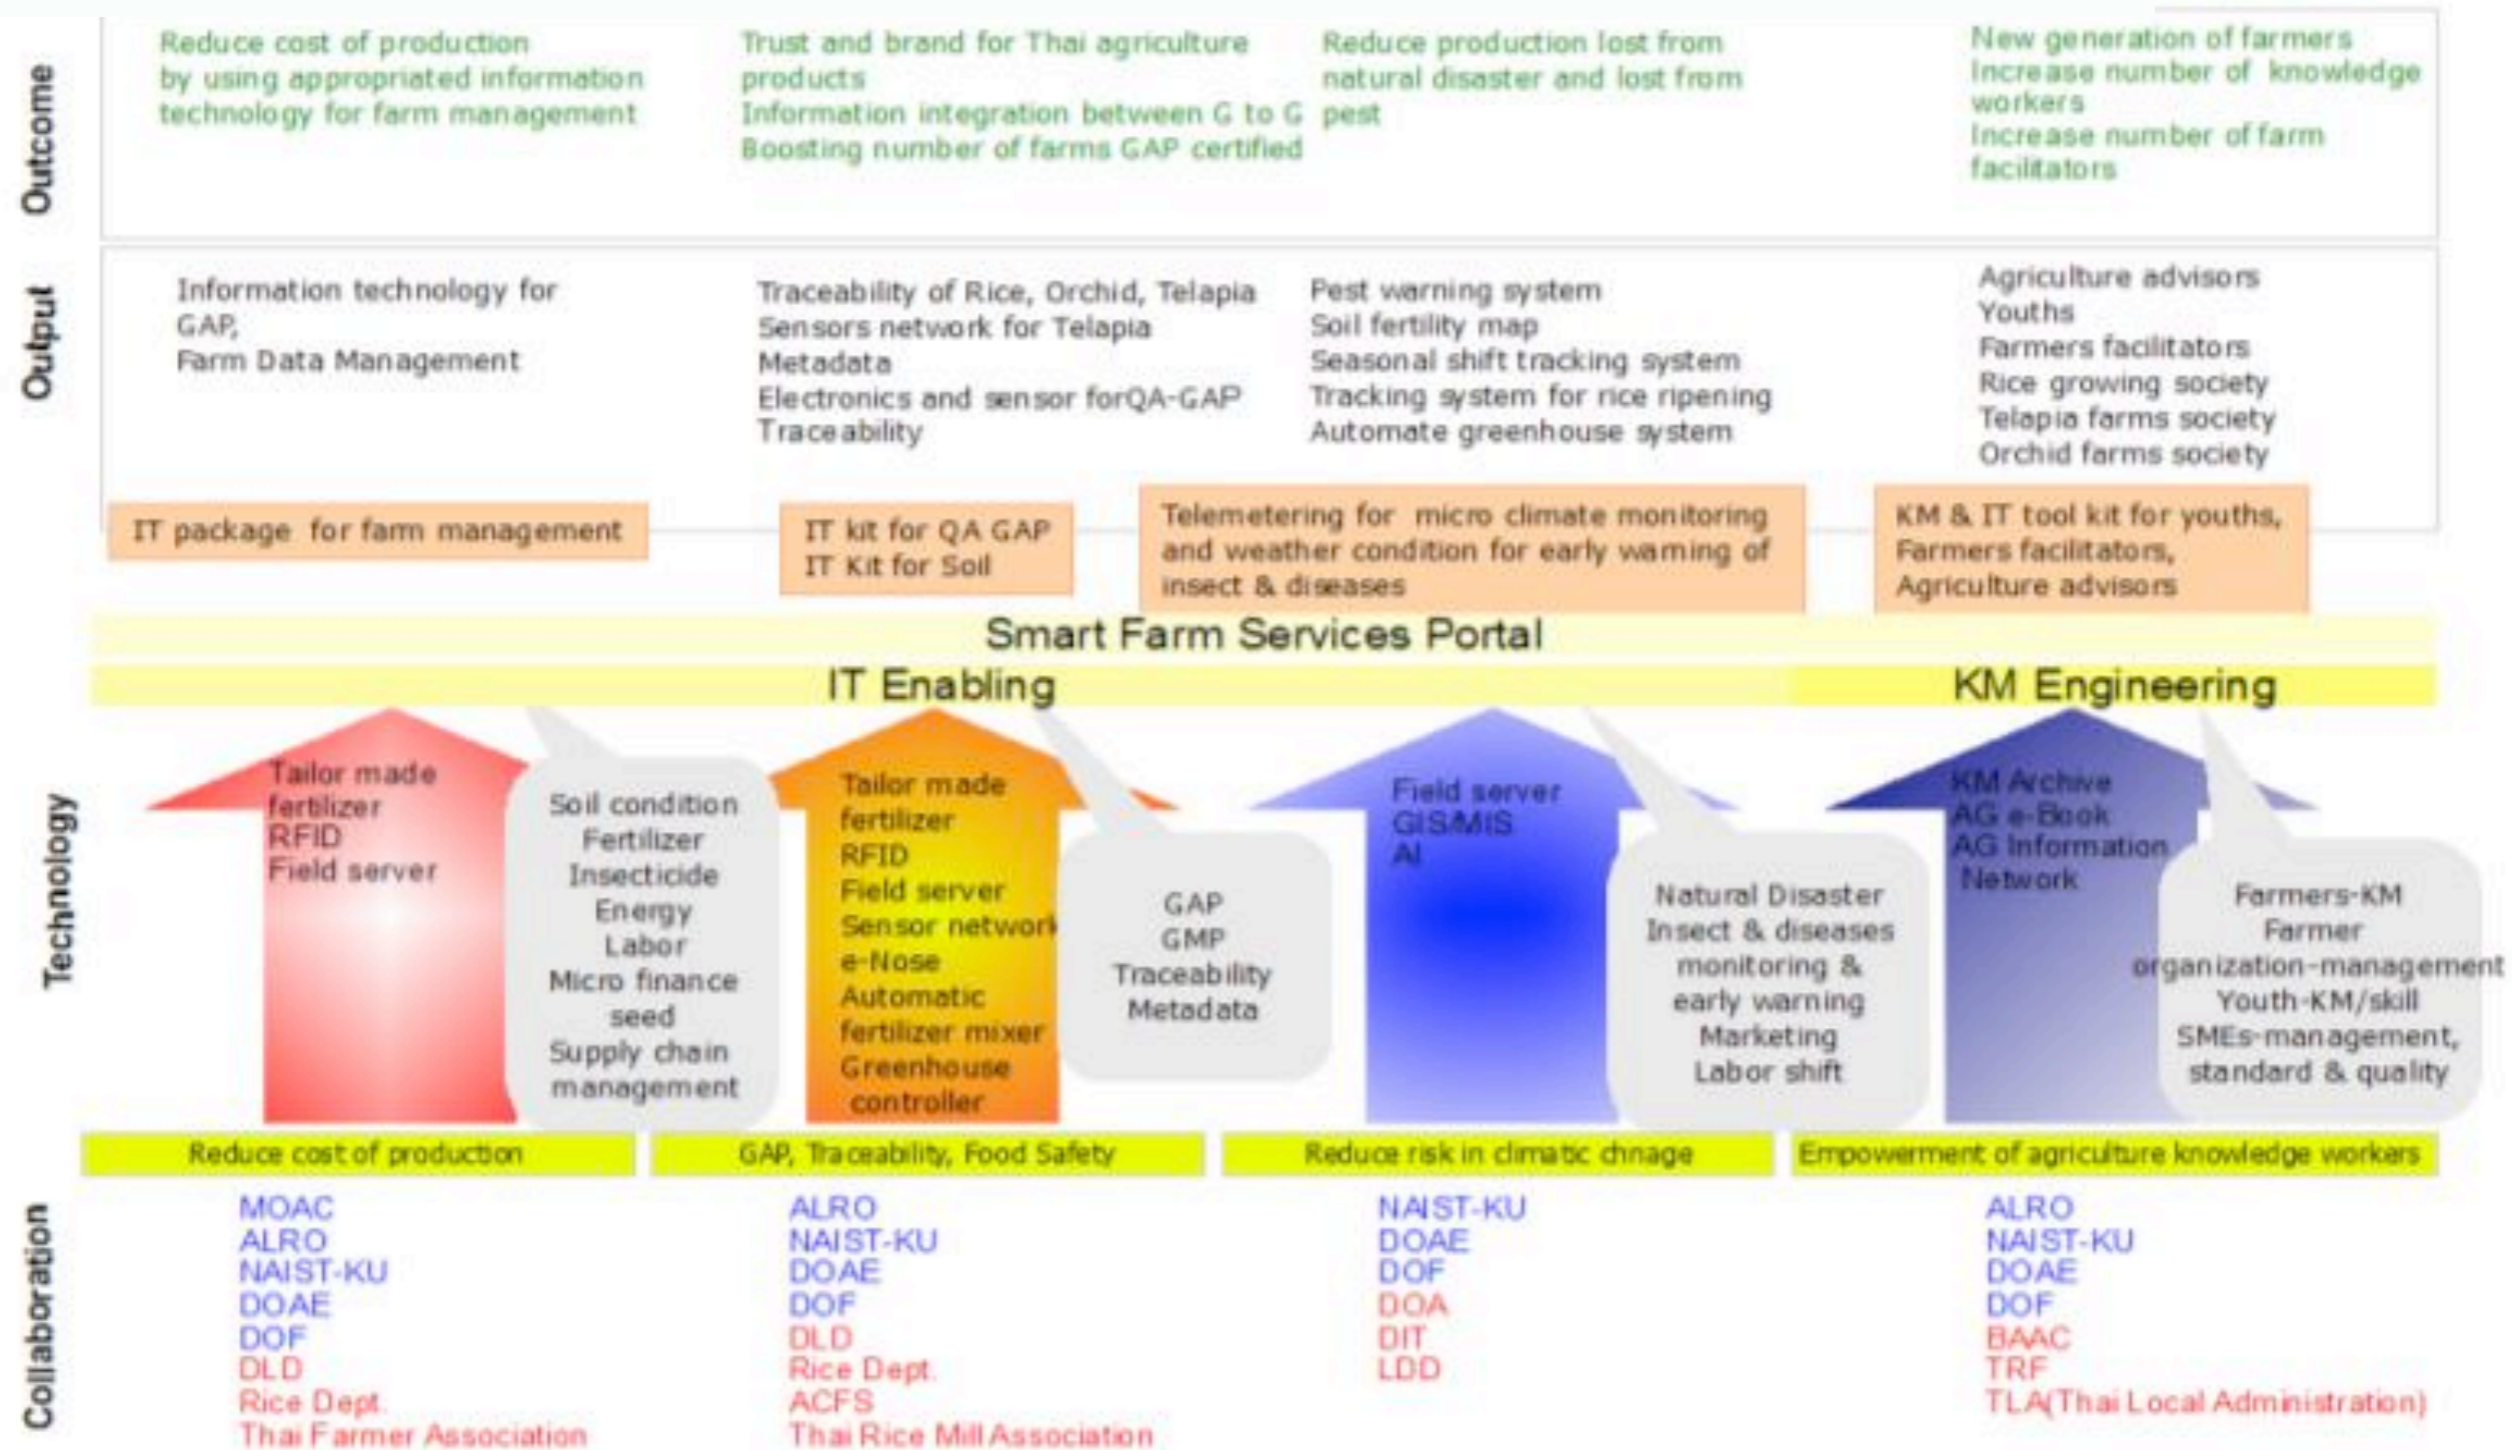 Outcome
Reduce cost of production
by using appropriated information
technology for farm management
Trust and brand for Thai agriculture
products
Information integration between G to G
Boosting number of farms GAP certified
Reduce production lost from
natural disaster and lost from
pest
New generation of farmers
Increase number of knowledge
workers
Increase number of farm
facilitators
Output
Information technology for
GAP,
Farm Data Management
Traceability of Rice, Orchid, Telapia
Sensors network for Telapia
Metadata
Electronics and sensor forQA-GAP
Traceability
Pest warning system
Soil fertility map
Seasonal shift tracking system
Tracking system for rice ripening
Automate greenhouse system
Agriculture advisors
Youths
Farmers facilitators
Rice growing society
Telapia farms society
Orchid farms society
IT package for farm management
IT kit for QA GAP
IT Kit for Soil
Telemetering for micro climate monitoring
and weather condition for early warning of
insect & diseases
KM & IT tool kit for youths,
Farmers facilitators,
Agriculture advisors
Smart Farm Services Portal
IT Enabling
KM Engineering
Technology
Tailor made
fertilizer
RFID
Field server
Soil condition
Fertilizer
Insecticide
Energy
Labor
Micro finance
seed
Supply chain
management
Tailor made
fertilizer
RFID
Field server
Sensor network
e-Nose
Automatic
fertilizer mixer
Greenhouse
controller
GAP
GMP
Traceability
Metadata
Field server
GIS/MIS
AI
Natural Disaster
Insect & diseases
monitoring &
early warning
Marketing
Labor shift
KM Archive
AG e-Book
AG Information
Network
Farmers-KM
Farmer
organization-management
Youth-KM/skill
SMEs-management,
standard & quality
Reduce cost of production
GAP, Traceability, Food Safety
Reduce risk in climatic chnage
Empowerment of agriculture knowledge workers
Collaboration
MOAC
ALRO
NAIST-KU
DOAE
DOF
DLD
Rice Dept.
Thai Farmer Association
ALRO
NAIST-KU
DOAE
DOF
DLD
Rice Dept.
ACFS
Thai Rice Mill Association
NAIST-KU
DOAE
DOF
DOA
DIT
LDD
ALRO
NAIST-KU
DOAE
DOF
BAAC
TRF
TLA(Thai Local Administration)